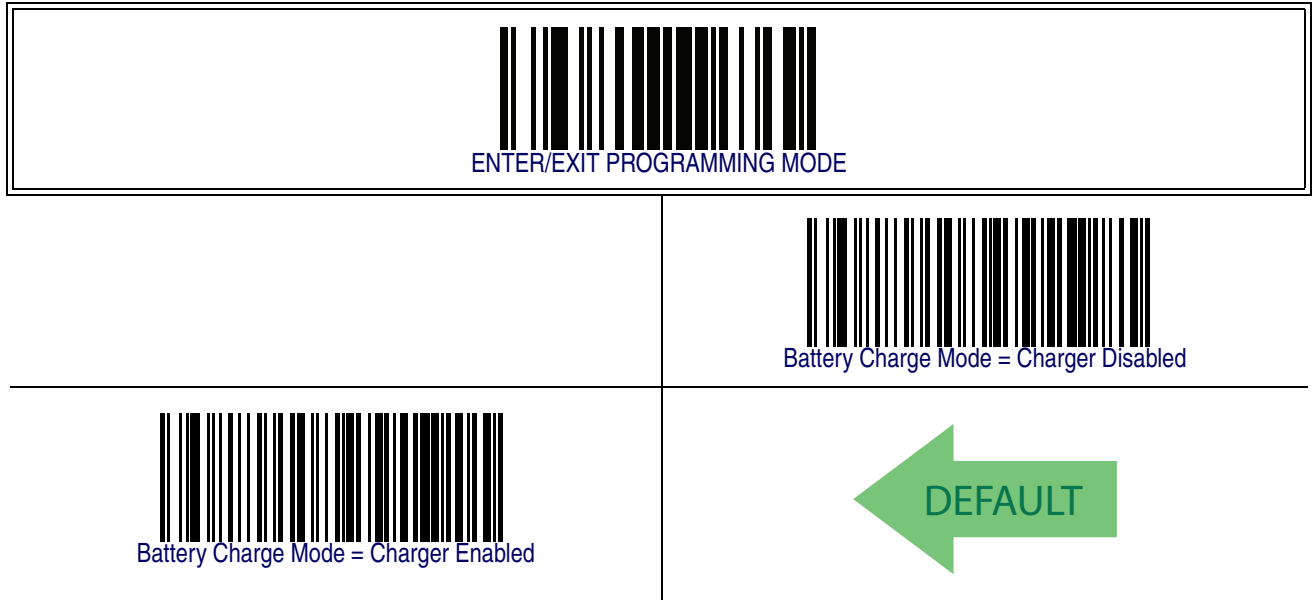 ENTER/EXIT PROGRAMMING MODE
Battery Charge Mode = Charger Disabled
Battery Charge Mode = Charger Enabled
DEFAULT